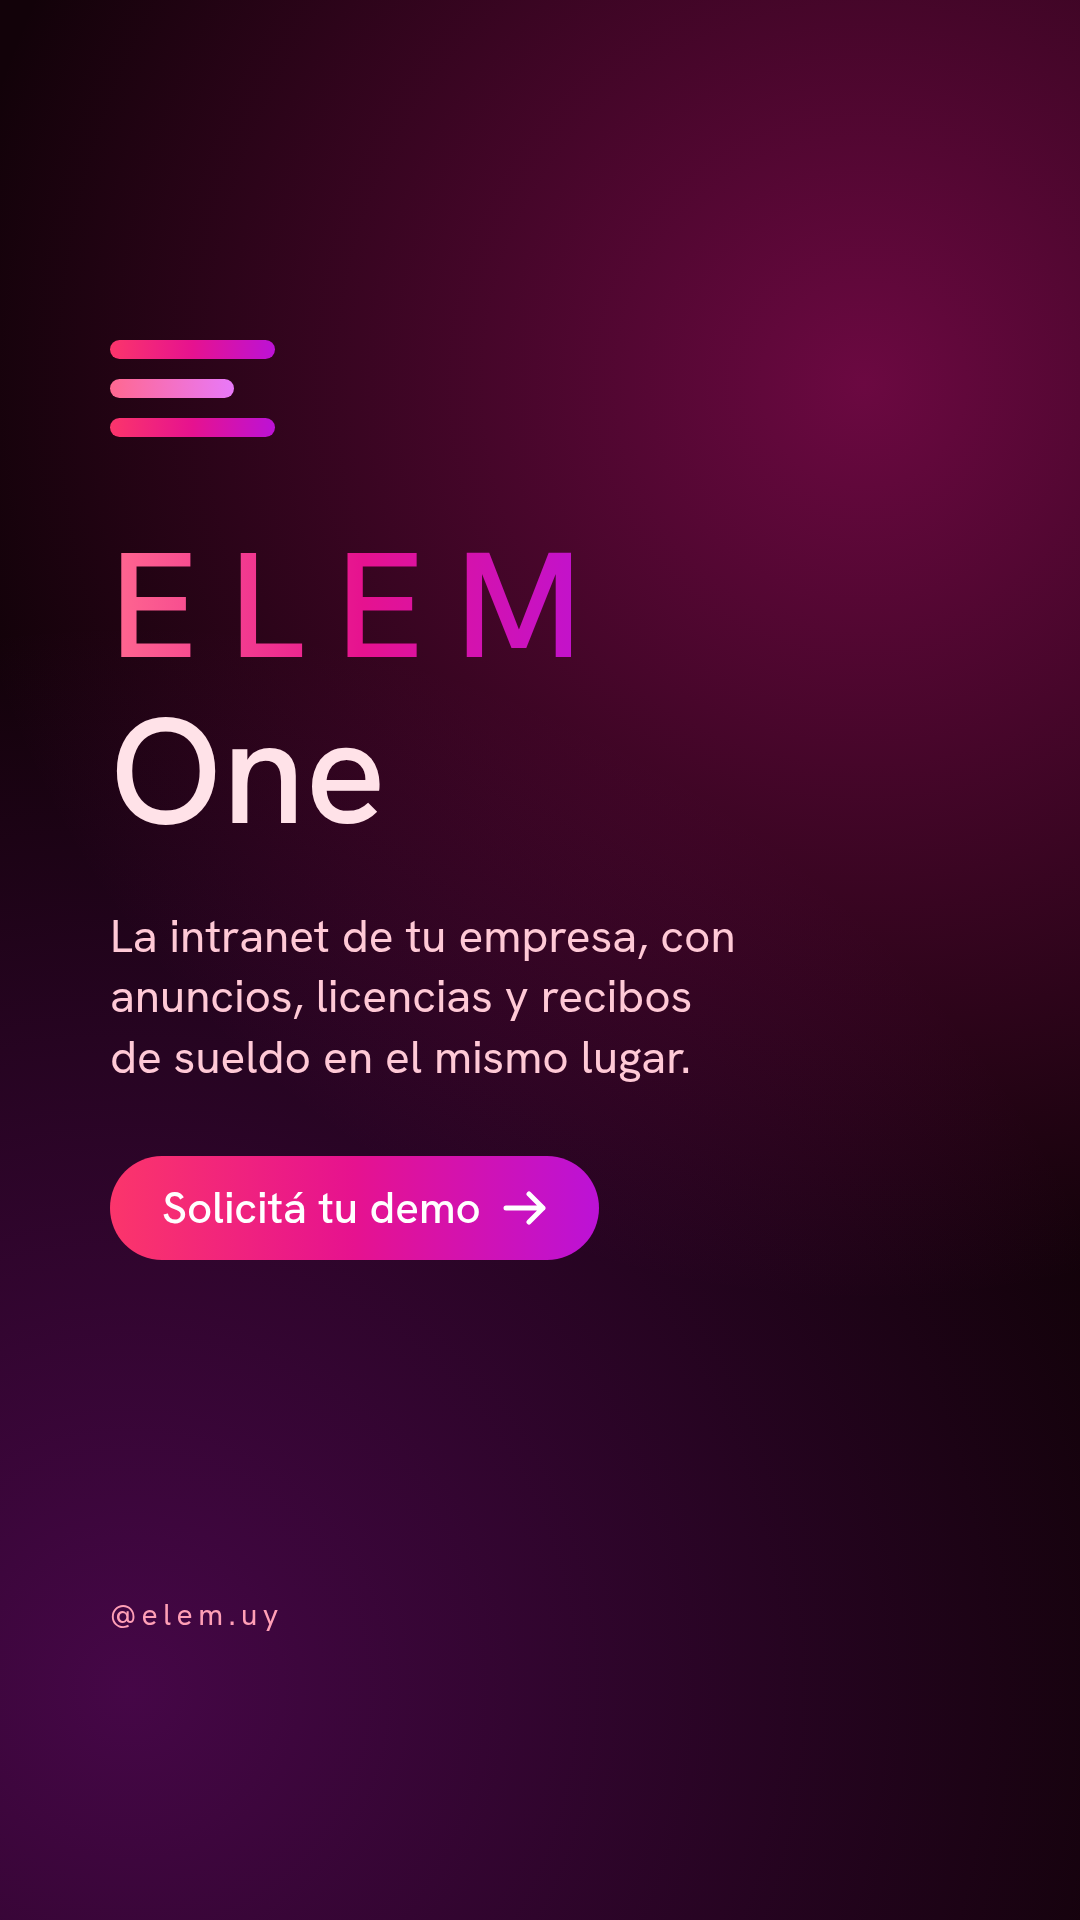 ELEM
One
La intranet de tu empresa, con
anuncios, licencias y recibos
de sueldo en el mismo lugar.
Solicitá tu demo →
@elem.uy